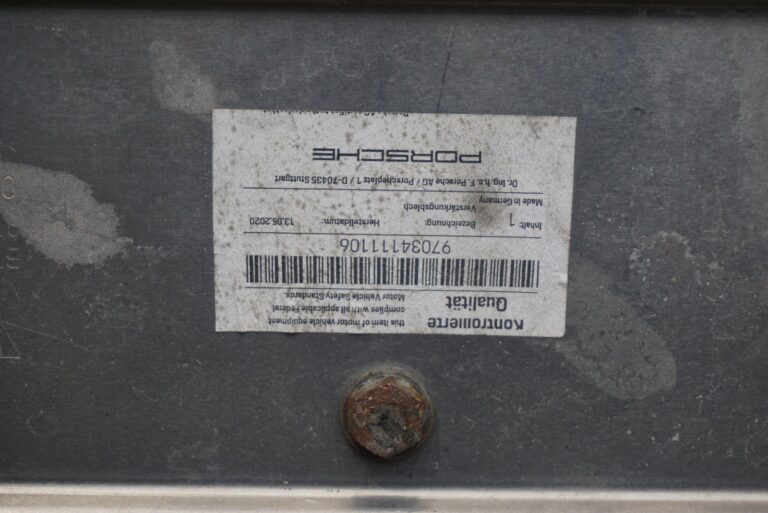 Kontrollierte
Qualität
this item of motor vehicle equipment
complies with all applicable Federal
Motor Vehicle Safety Standards.
97034111106
Inhalt: Bezeichnung: Herstelldatum:
1 Verstärkungsblech 13.05.2020
Made in Germany
Dr. Ing. h.c. F. Porsche AG / Porscheplatz 1 / D-70435 Stuttgart
PORSCHE